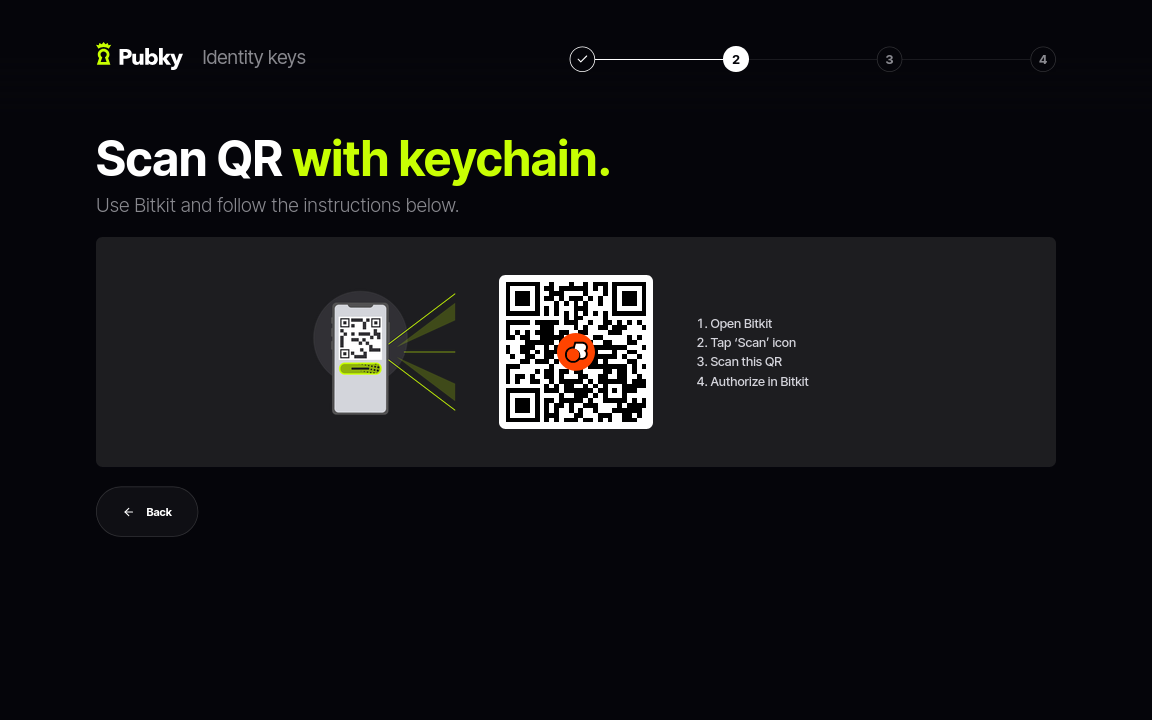 Pubky Identity keys
2 3 4
Scan QR with keychain.
Use Bitkit and follow the instructions below.
1. Open Bitkit
2. Tap ‘Scan’ icon
3. Scan this QR
4. Authorize in Bitkit
Back